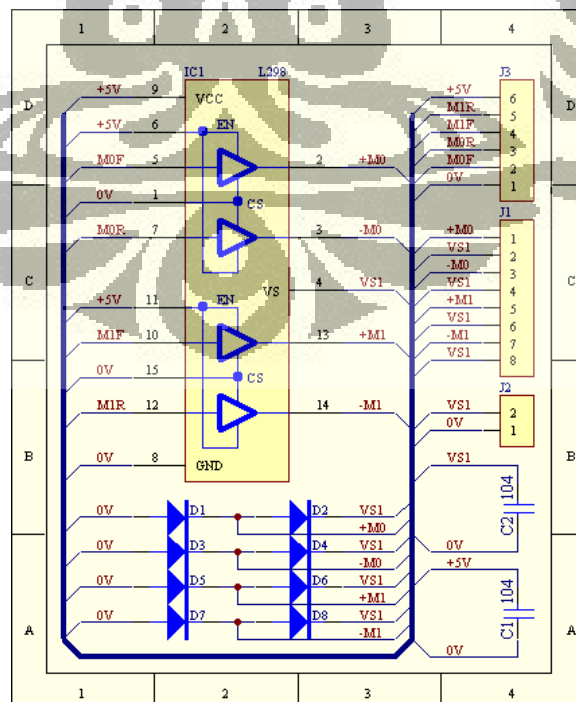 1 2 3 4
IC1 L298 J3
D +5V 9 VCC +5V 6 D
M1R 5
+5V 6 EN M1F 4
M0R 3
M0F 5 2 +M0 M0F 2
0V 1 CS 0V 1
J1
M0R 7 3 -M0 +M0 1
VS1 2
-M0 3
C VS 4 VS1 VS1 4 C
+5V 11 EN +M1 5
VS1 6
M1F 10 13 +M1 -M1 7
VS1 8
0V 15 CS
J2
M1R 12 14 -M1 VS1 2
0V 1
B 0V 8 GND VS1 B
104
C2
0V D1 D2 VS1
+M0
0V D3 D4 VS1 0V
-M0 +5V
0V D5 D6 VS1
+M1 104
C1
A 0V D7 D8 VS1 A
-M1
0V
1 2 3 4